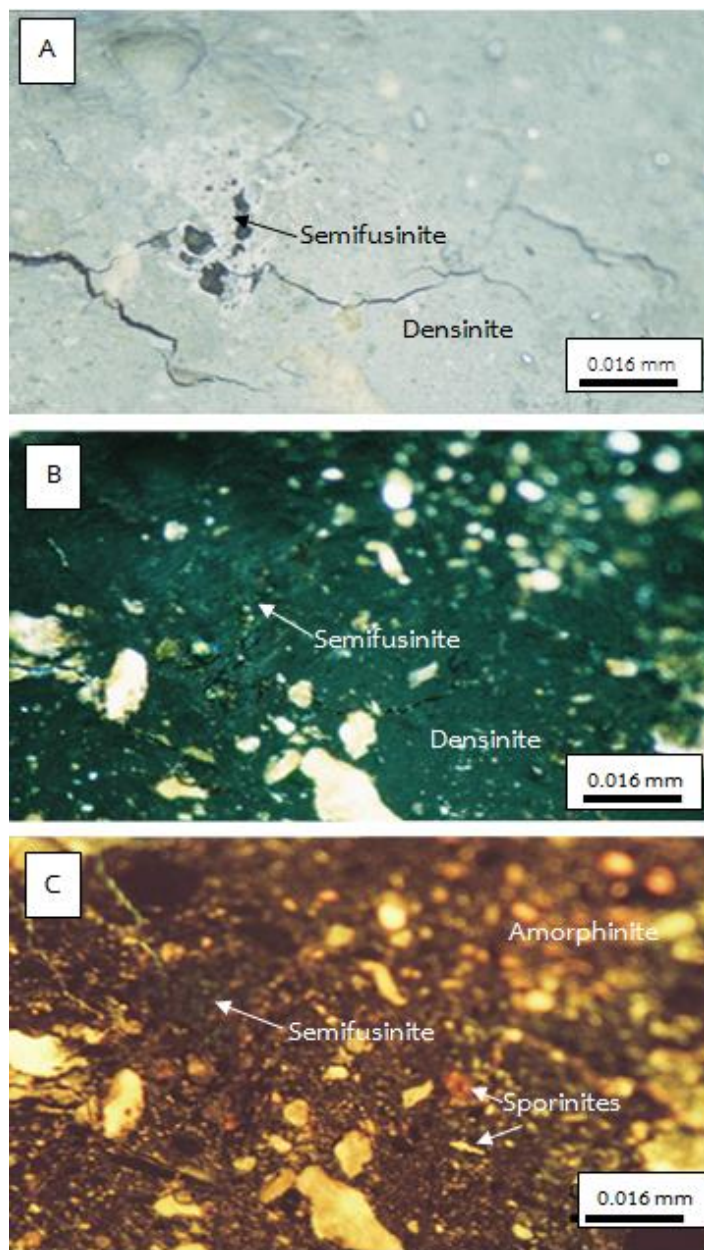 A
Semifusinite
Densinite
0.016 mm
B
Semifusinite
Densinite
0.016 mm
C
Amorphinite
Semifusinite
Sporinites
0.016 mm